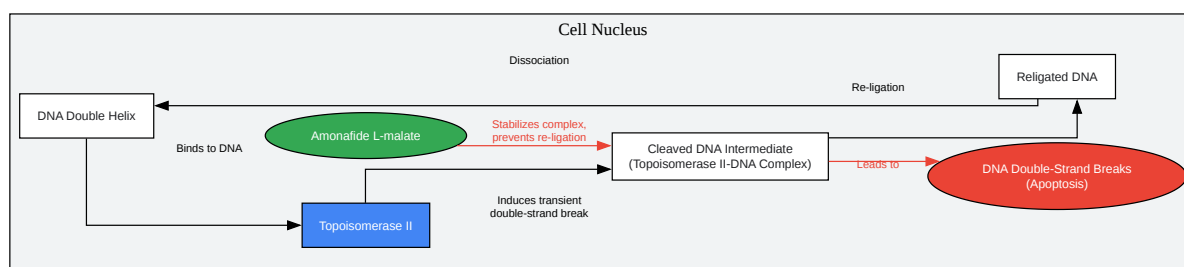 Cell Nucleus
Dissociation
Religated DNA
Re-ligation
DNA Double Helix
Amonafide L-malate
Stabilizes complex,
prevents re-ligation
Binds to DNA
Cleaved DNA Intermediate
(Topoisomerase II-DNA Complex)
Leads to
DNA Double-Strand Breaks
(Apoptosis)
Induces transient
double-strand break
Topoisomerase II